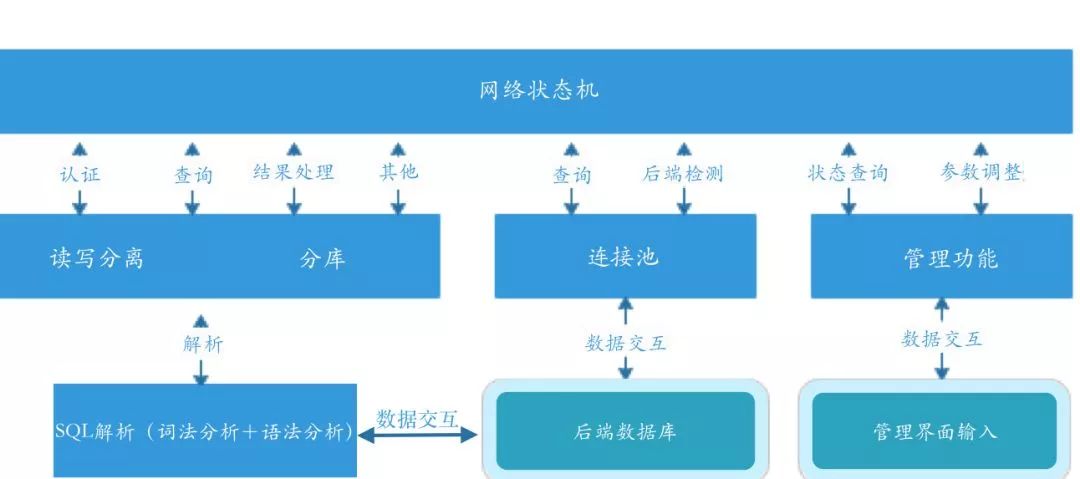 网络状态机
认证 查询 结果处理 其他 查询 后端检测 状态查询 参数调整
读写分离 分库 连接池 管理功能
解析 数据交互 数据交互
SQL解析（词法分析+语法分析） 数据交互 后端数据库 管理界面输入